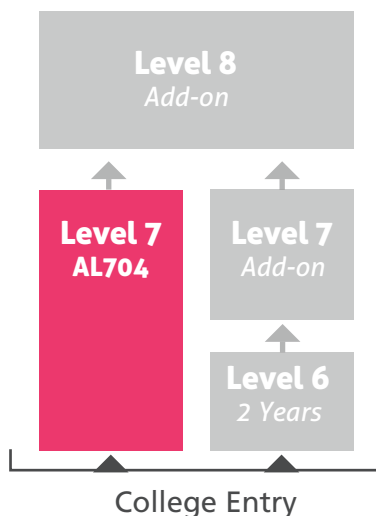 Level 8
Add-on
Level 7
AL704
Level 7
Add-on
Level 6
2 Years
College Entry